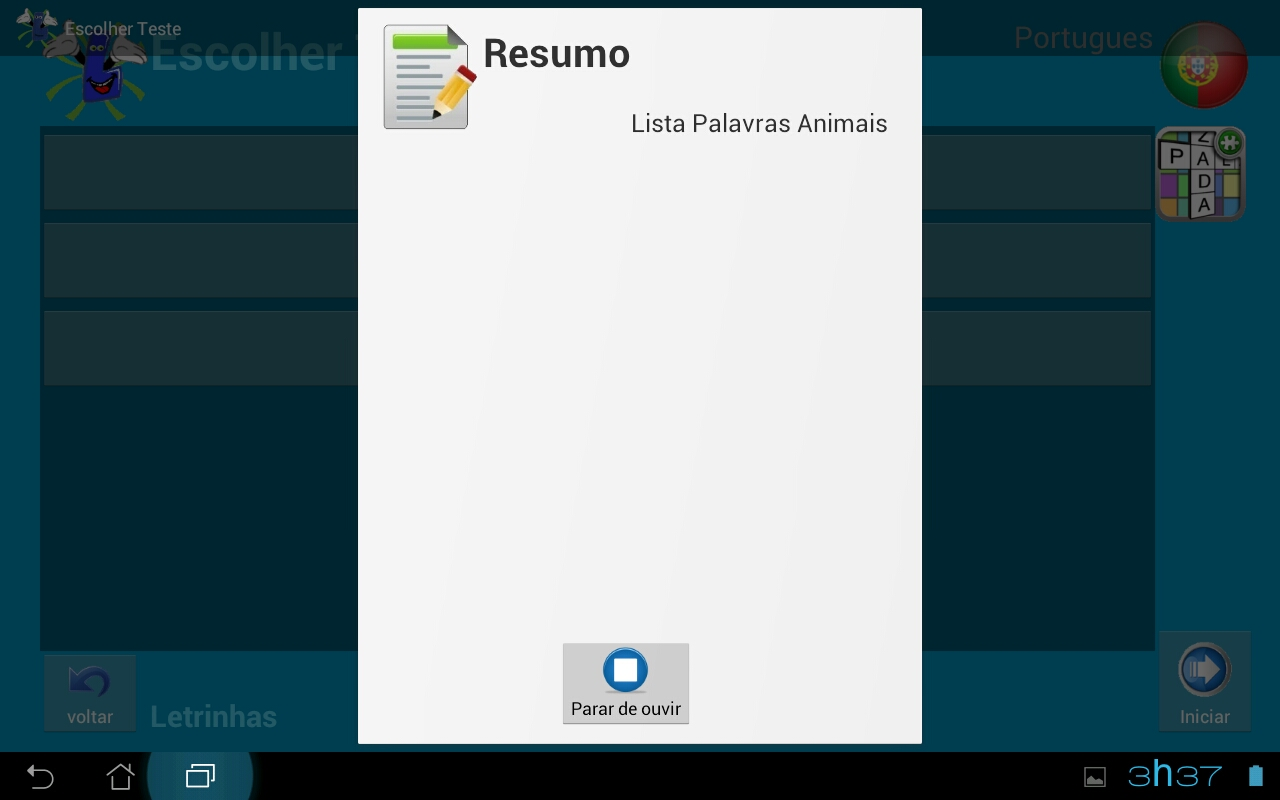 Escolher Teste
Escolher
Portugues
Resumo
Lista Palavras Animais
Z
P A L
D
A
Parar de ouvir
voltar
Letrinhas
Iniciar
3h37